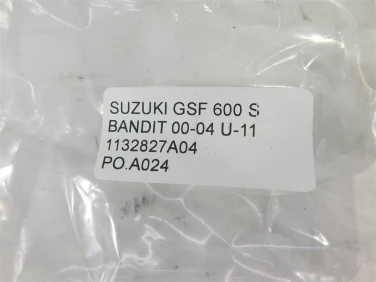 SUZUKI GSF 600 S
BANDIT 00-04 U-11
1132827A04
PO.A024